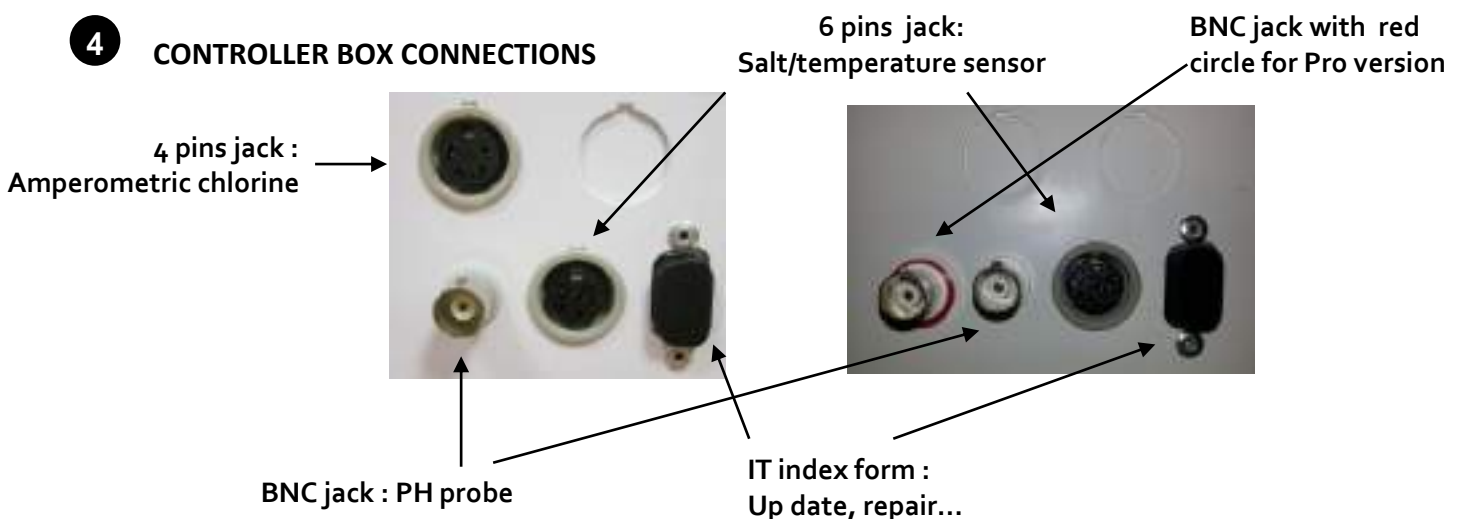 4
CONTROLLER BOX CONNECTIONS
6 pins jack:
Salt/temperature sensor
BNC jack with red
circle for Pro version
4 pins jack :
Amperometric chlorine
BNC jack : PH probe
IT index form :
Up date, repair...